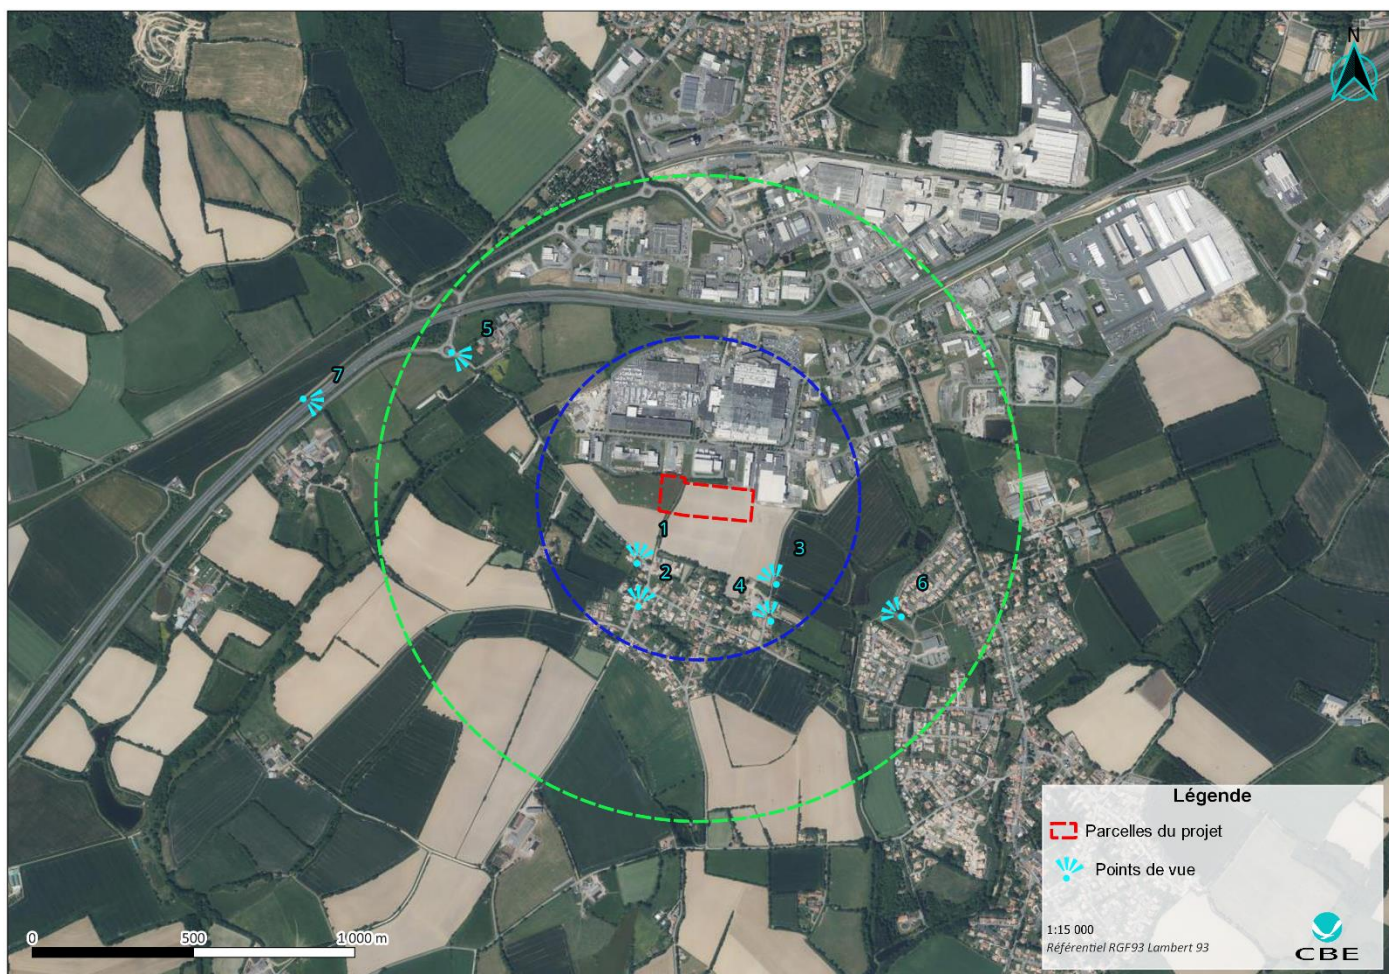 N
5
7
1
3
2
4
6
Légende
Parcelles du projet
Points de vue
1:15 000
Référentiel RGF93 Lambert 93
CBE
0 500 1 000 m